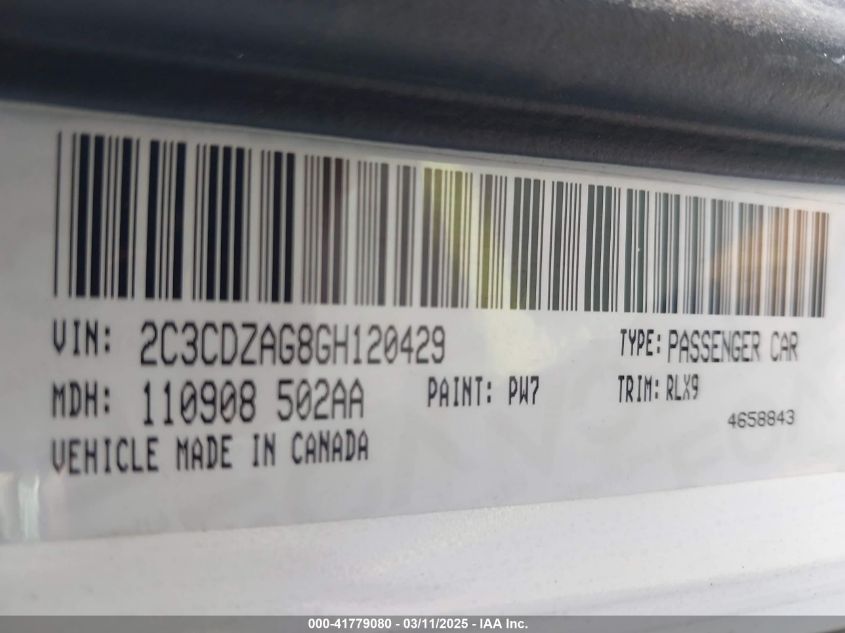 VIN: 2C3CDZAG8GH120429 TYPE: PASSENGER CAR
MDH: 110908 502AA PAINT: PW7 TRIM: RLX9
4658843
VEHICLE MADE IN CANADA
000-41779080 - 03/11/2025 - IAA Inc.